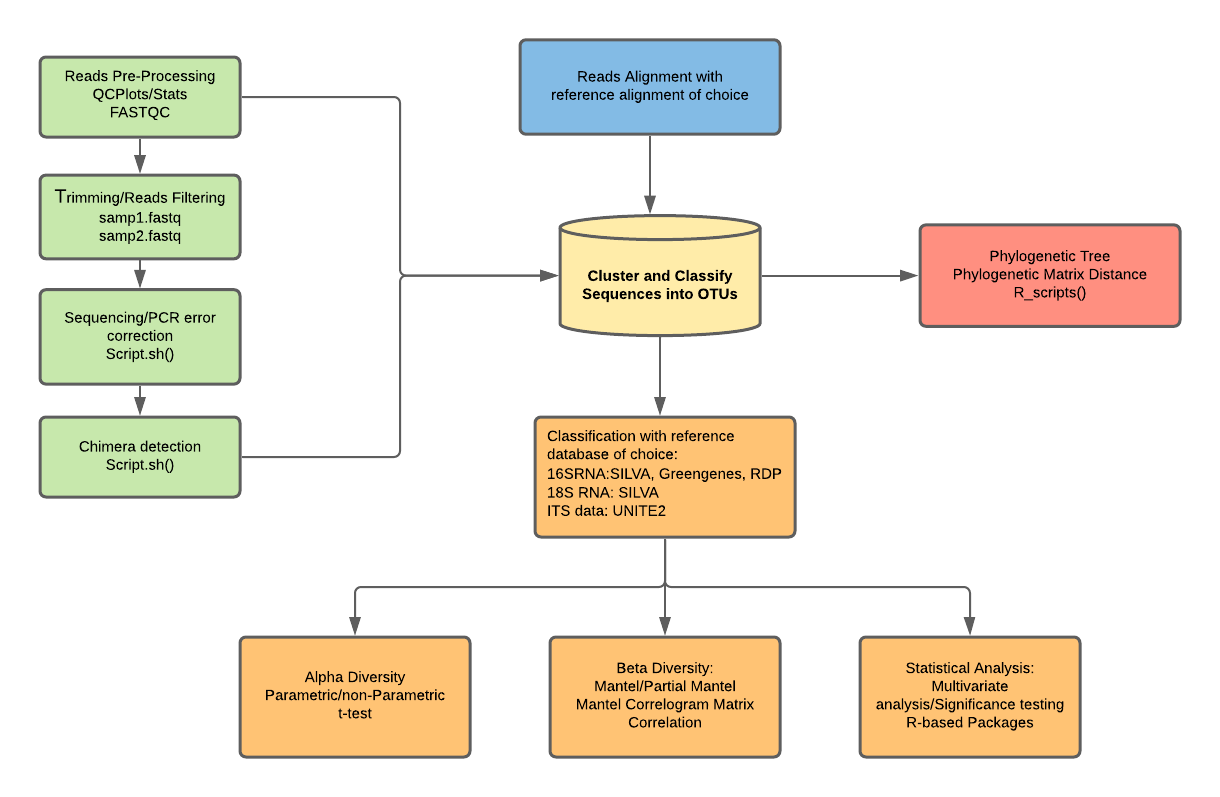 Reads Pre-Processing
QCPlots/Stats
FASTQC
Trimming/Reads Filtering
samp1.fastq
samp2.fastq
Sequencing/PCR error
correction
Script.sh()
Chimera detection
Script.sh()
Reads Alignment with
reference alignment of choice
Cluster and Classify
Sequences into OTUs
Phylogenetic Tree
Phylogenetic Matrix Distance
R_scripts()
Classification with reference
database of choice:
16SRNA:SILVA, Greengenes, RDP
18S RNA: SILVA
ITS data: UNITE2
Alpha Diversity
Parametric/non-Parametric
t-test
Beta Diversity:
Mantel/Partial Mantel
Mantel Correlogram Matrix
Correlation
Statistical Analysis:
Multivariate
analysis/Significance testing
R-based Packages